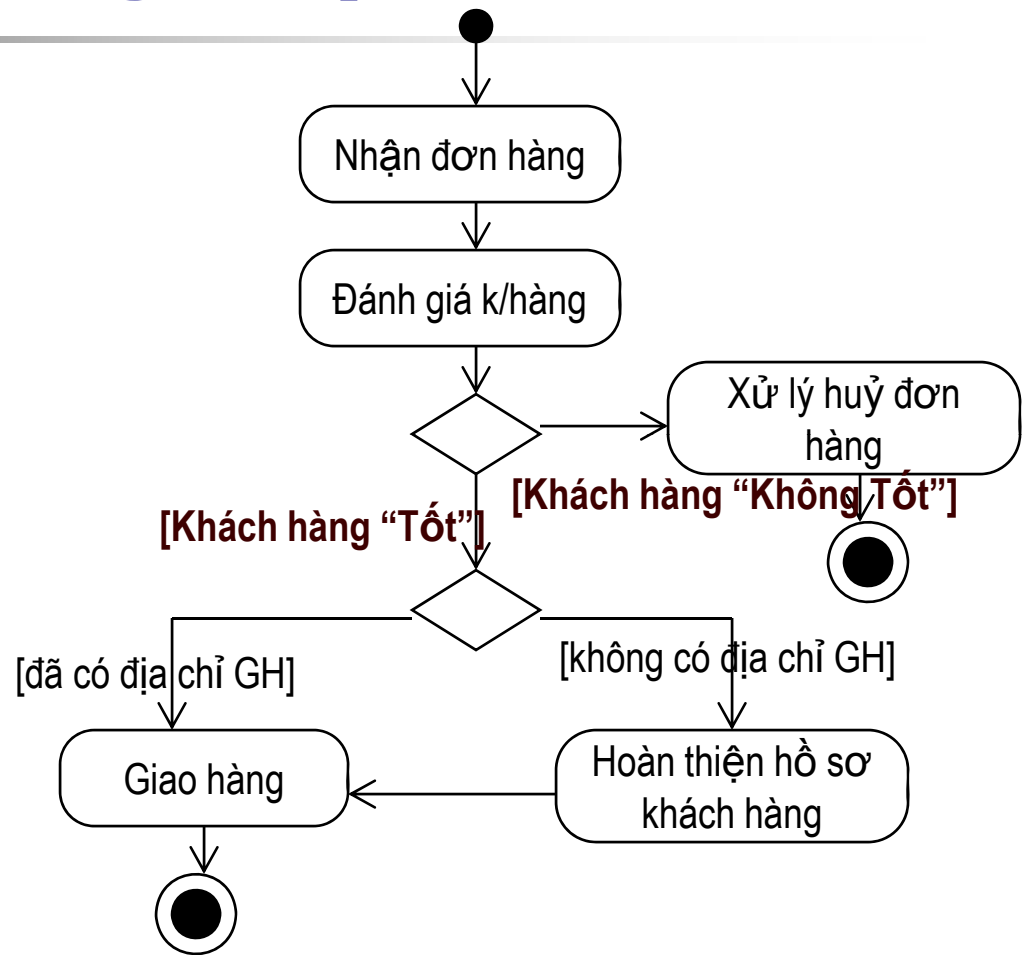 Nhận đơn hàng
Đánh giá k/hàng
Xử lý huỷ đơn
hàng
[Khách hàng “Không Tốt”]
[Khách hàng “Tốt”]
[đã có địa chỉ GH]
[không có địa chỉ GH]
Giao hàng
Hoàn thiện hồ sơ
khách hàng